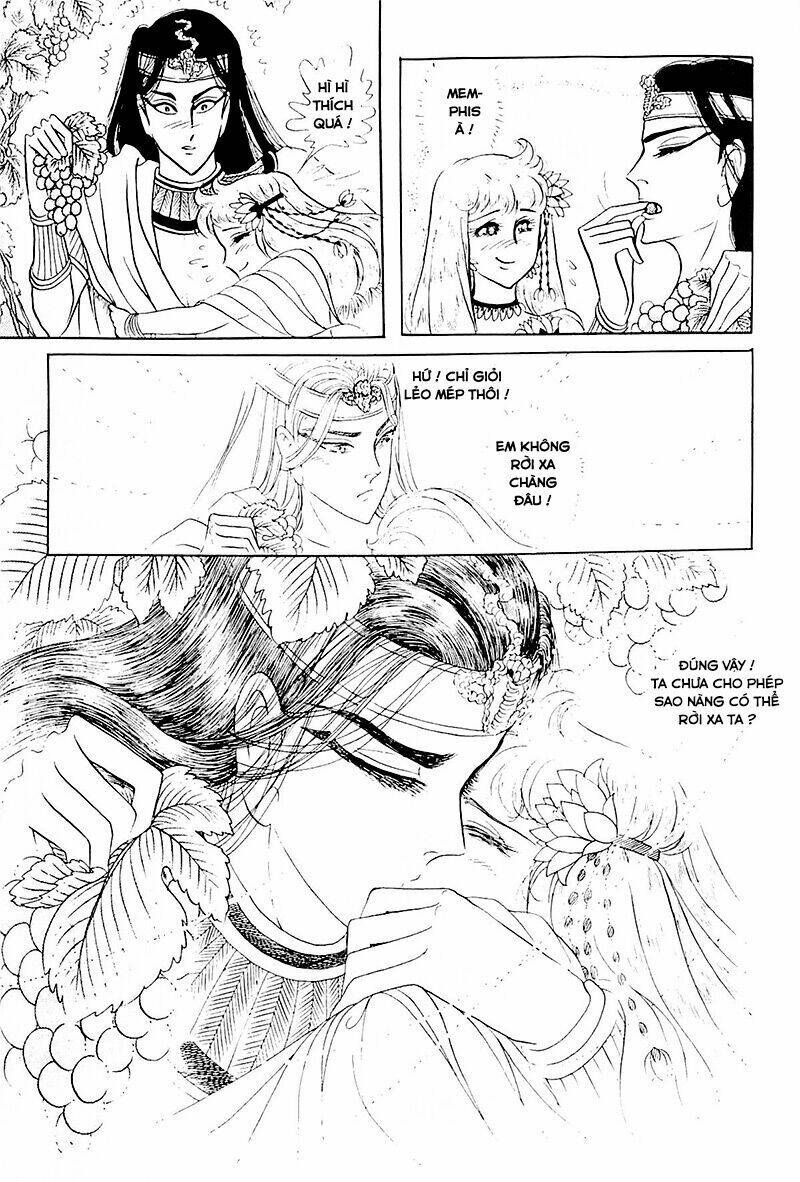 HÌ HÌ
THÍCH
QUÁ !
MEM-
PHIS
À !
HỨ ! CHỈ GIỎI
LẺO MÉP THÔI !
EM KHÔNG
RỜI XA
CHÀNG
ĐÂU !
ĐÚNG VẬY !
TA CHƯA CHO PHÉP
SAO NÀNG CÓ THỂ
RỜI XA TA ?